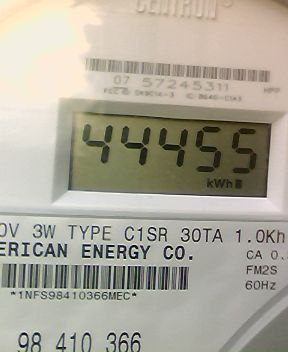 CENTRON®
07 57245311
44455
kWh
0V 3W TYPE C1SR 30TA 1.0Kh
ERICAN ENERGY CO.
CA 0.
FM2S
60Hz
*1NFS98410366MEC*
98 410 366